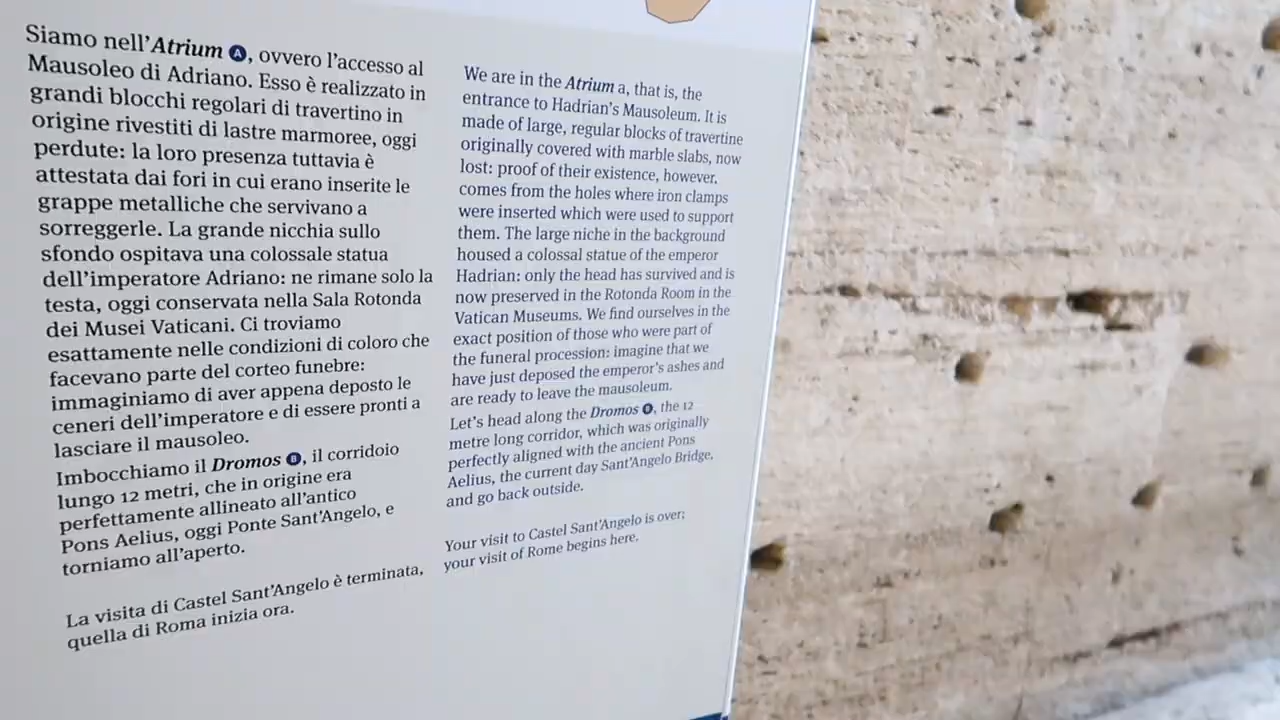 Siamo nell'Atrium A, ovvero l'accesso al
Mausoleo di Adriano. Esso è realizzato in
grandi blocchi regolari di travertino in
origine rivestiti di lastre marmoree, oggi
perdute: la loro presenza tuttavia è
attestata dai fori in cui erano inserite le
grappe metalliche che servivano a
sorreggerle. La grande nicchia sullo
sfondo ospitava una colossale statua
dell'imperatore Adriano: ne rimane solo la
testa, oggi conservata nella Sala Rotonda
dei Musei Vaticani. Ci troviamo
esattamente nelle condizioni di coloro che
facevano parte del corteo funebre:
immaginiamo di aver appena deposto le
ceneri dell'imperatore e di essere pronti a
lasciare il mausoleo.
Imbocchiamo il Dromos B, il corridoio
lungo 12 metri, che in origine era
perfettamente allineato all'antico
Pons Aelius, oggi Ponte Sant'Angelo, e
torniamo all'aperto.
La visita di Castel Sant'Angelo è terminata,
quella di Roma inizia ora.
We are in the Atrium a, that is, the
entrance to Hadrian's Mausoleum. It is
made of large, regular blocks of travertine
originally covered with marble slabs, now
lost: proof of their existence, however,
comes from the holes where iron clamps
were inserted which were used to support
them. The large niche in the background
housed a colossal statue of the emperor
Hadrian: only the head has survived and is
now preserved in the Rotonda Room in the
Vatican Museums. We find ourselves in the
exact position of those who were part of
the funeral procession: imagine that we
have just deposed the emperor's ashes and
are ready to leave the mausoleum.
Let's head along the Dromos B, the 12
metre long corridor, which was originally
perfectly aligned with the ancient Pons
Aelius, the current day Sant'Angelo Bridge,
and go back outside.
Your visit to Castel Sant'Angelo is over;
your visit of Rome begins here.